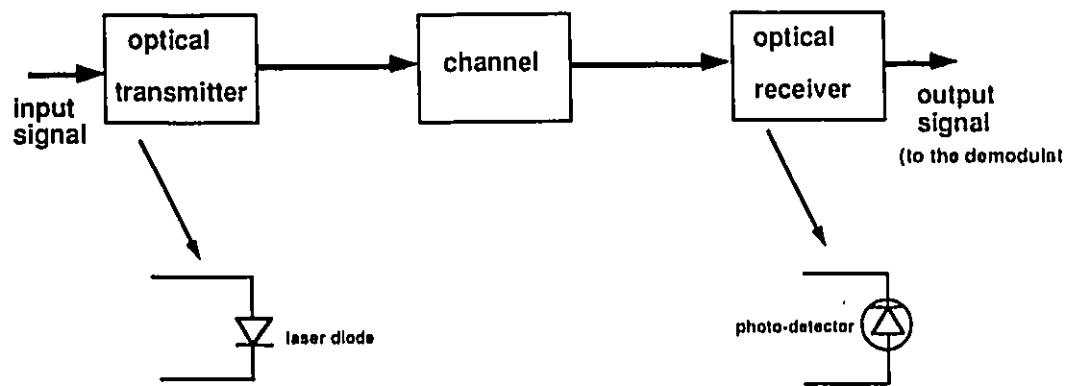 optical
transmitter
channel
optical
receiver
input
signal
output
signal
(to the demodulat
laser diode
photo-detector